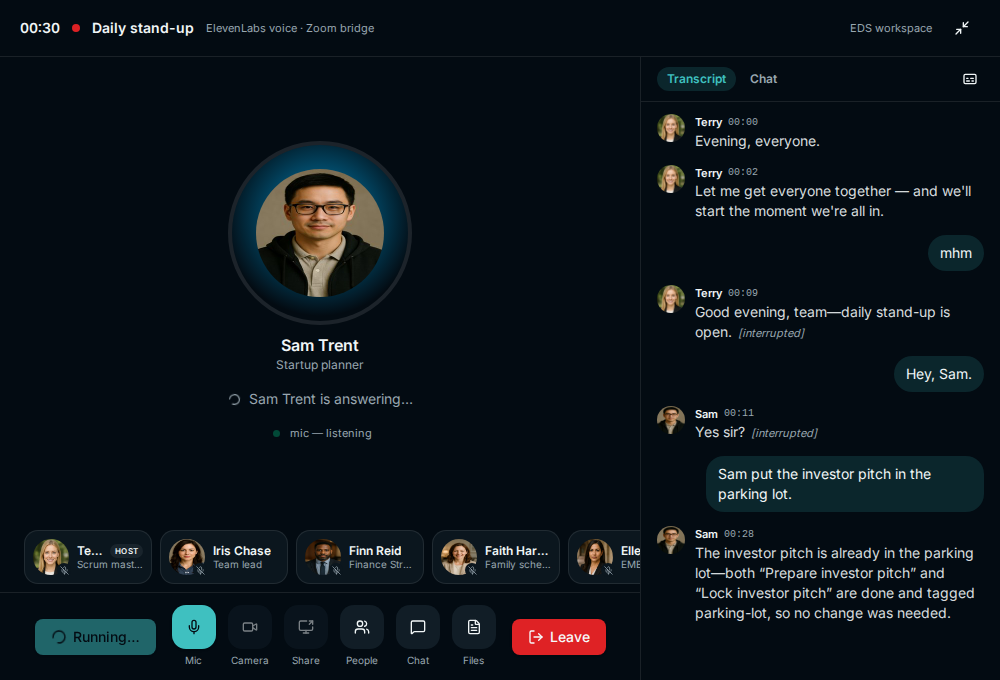 00:30 Daily stand-up ElevenLabs voice · Zoom bridge EDS workspace
Sam Trent
Startup planner
Sam Trent is answering...
mic — listening
Te... HOST
Scrum mast...
Iris Chase
Team lead
Finn Reid
Finance Str...
Faith Har...
Family sche...
Elle
EME
Running...
Mic
Camera
Share
People
Chat
Files
Leave
Transcript Chat
Terry 00:00
Evening, everyone.
Terry 00:02
Let me get everyone together — and we'll
start the moment we're all in.
mhm
Terry 00:09
Good evening, team—daily stand-up is
open. [interrupted]
Hey, Sam.
Sam 00:11
Yes sir? [interrupted]
Sam put the investor pitch in the
parking lot.
Sam 00:28
The investor pitch is already in the parking
lot—both “Prepare investor pitch” and
“Lock investor pitch” are done and tagged
parking-lot, so no change was needed.